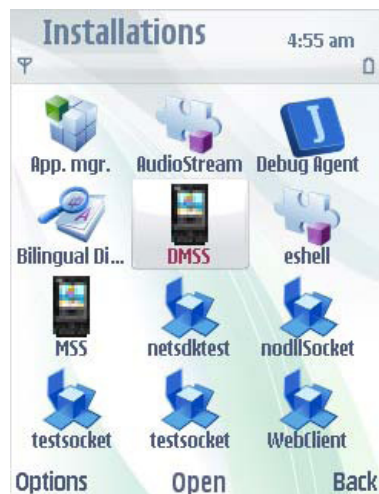 Installations
4:55 am
App. mgr. AudioStream Debug Agent
Bilingual Di... DMSS eshell
MSS netsdktest nodllSocket
testsocket testsocket WebClient
Options Open Back